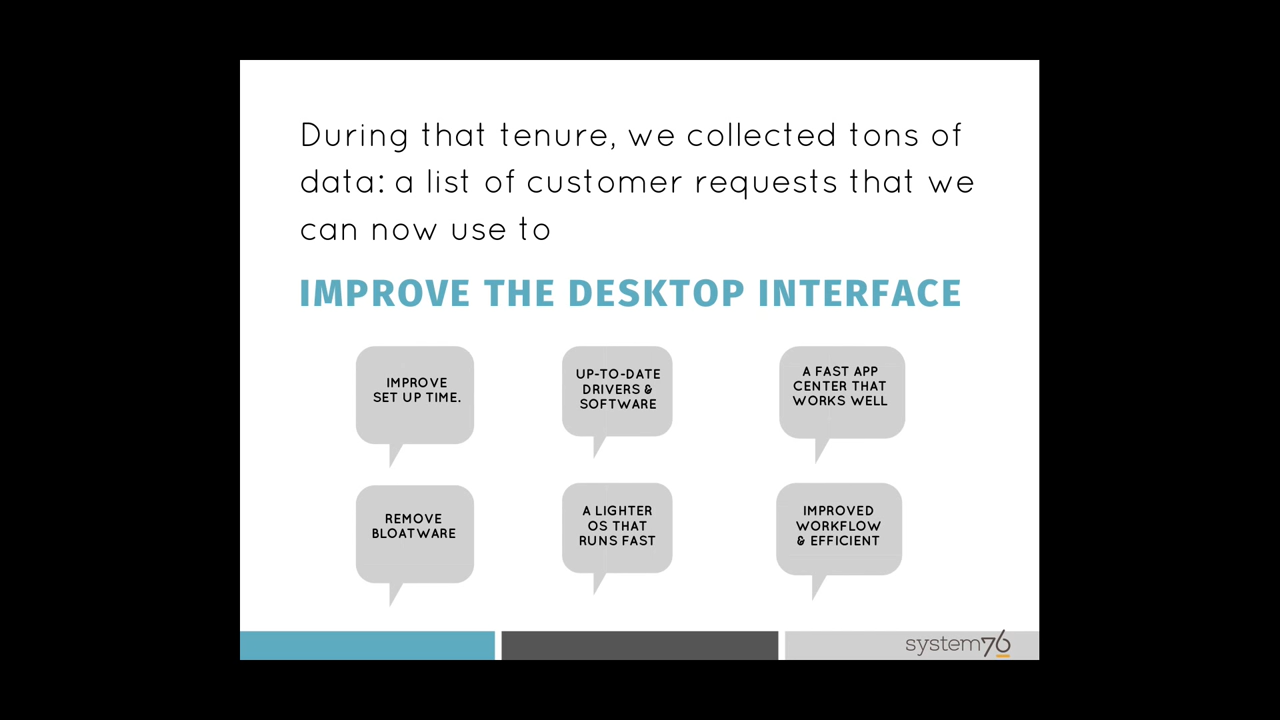 During that tenure, we collected tons of
data: a list of customer requests that we
can now use to
IMPROVE THE DESKTOP INTERFACE
IMPROVE
SET UP TIME.
UP-TO-DATE
DRIVERS &
SOFTWARE
A FAST APP
CENTER THAT
WORKS WELL
REMOVE
BLOATWARE
A LIGHTER
OS THAT
RUNS FAST
IMPROVED
WORKFLOW
& EFFICIENT
system76